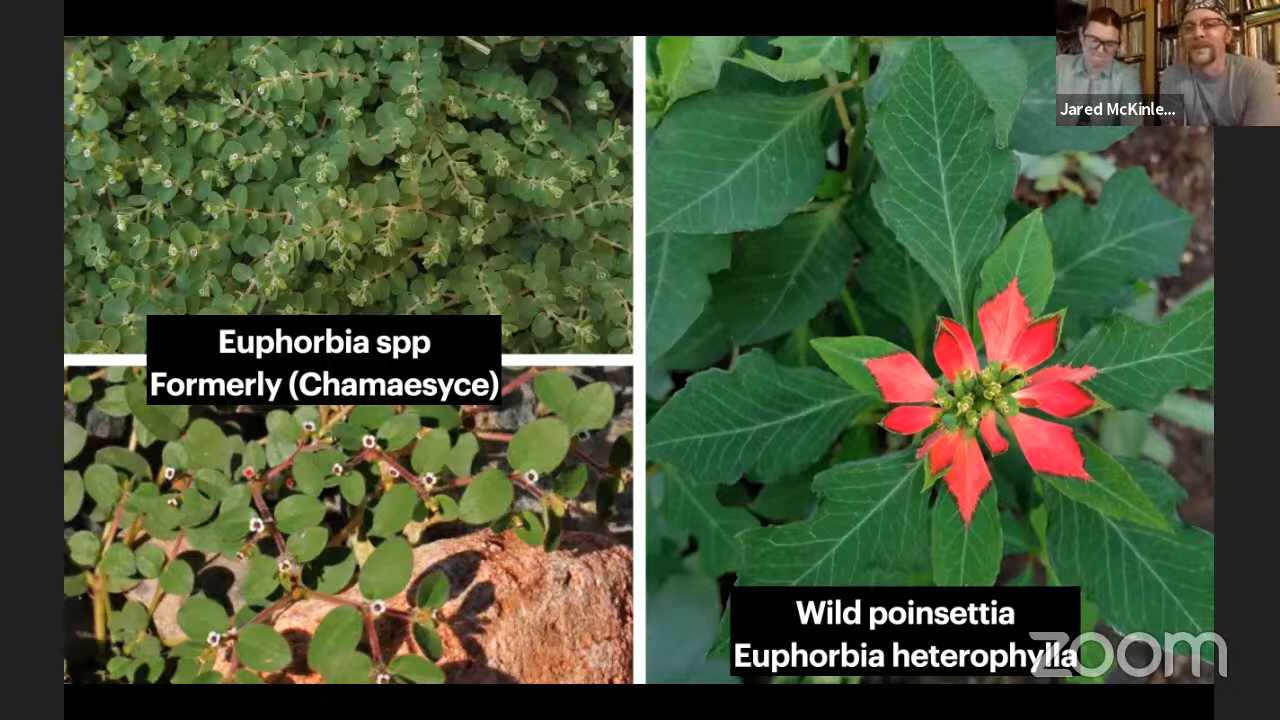 Jared McKinle...
Euphorbia spp
Formerly (Chamaesyce)
Wild poinsettia
Euphorbia heterophylla
zoom